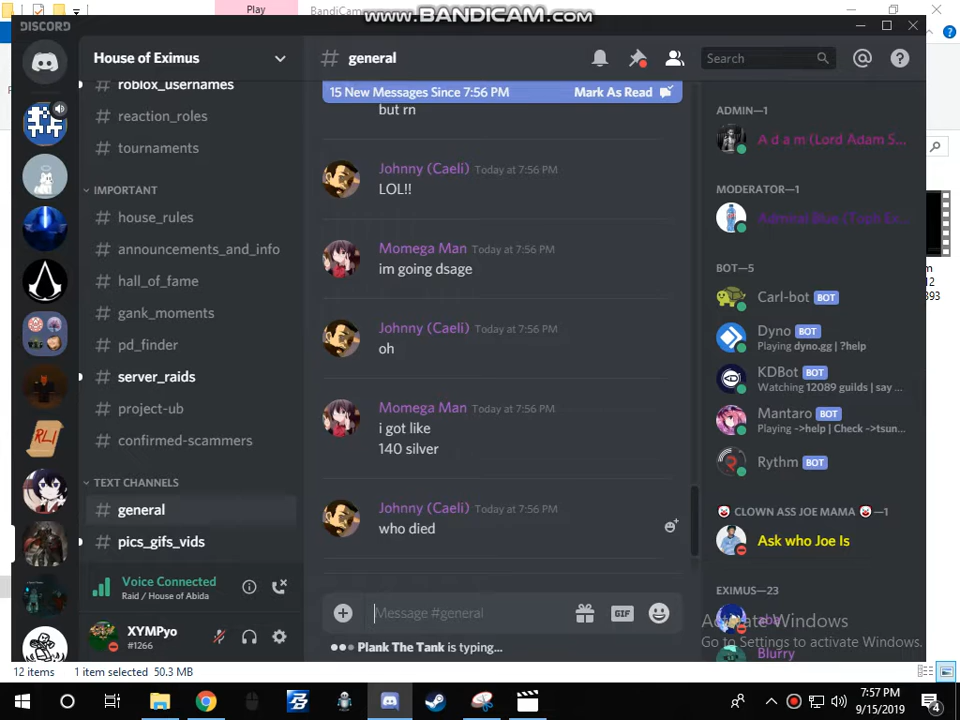 Play
BandiCam
www.BANDICAM.com
DISCORD
House of Eximus
general
Search
15 New Messages Since 7:56 PM
Mark As Read
roblox_usernames
reaction_roles
tournaments
IMPORTANT
house_rules
announcements_and_info
hall_of_fame
gank_moments
pd_finder
server_raids
project-ub
confirmed-scammers
TEXT CHANNELS
general
pics_gifs_vids
Voice Connected
Raid / House of Abida
XYMPyo
#1266
but rn
Johnny (Caeli) Today at 7:56 PM
LOL!!
Momega Man Today at 7:56 PM
im going dsage
Johnny (Caeli) Today at 7:56 PM
oh
Momega Man Today at 7:56 PM
i got like
140 silver
Johnny (Caeli) Today at 7:56 PM
who died
Message #general
GIF
Plank The Tank is typing...
ADMIN—1
A d a m (Lord Adam S...
MODERATOR—1
BOT—5
Carl-bot BOT
Dyno BOT
Playing dyno.gg | ?help
KDBot BOT
Watching 12089 guilds | say ...
Mantaro BOT
Playing ->help | Check ->tsun...
Rythm BOT
CLOWN ASS JOE MAMA —1
Ask who Joe Is
EXIMUS—23
Blurry
Activate Windows
Go to Settings to activate Windows.
RLI
12
893
12 items
1 item selected 50.3 MB
7:57 PM
9/15/2019
4